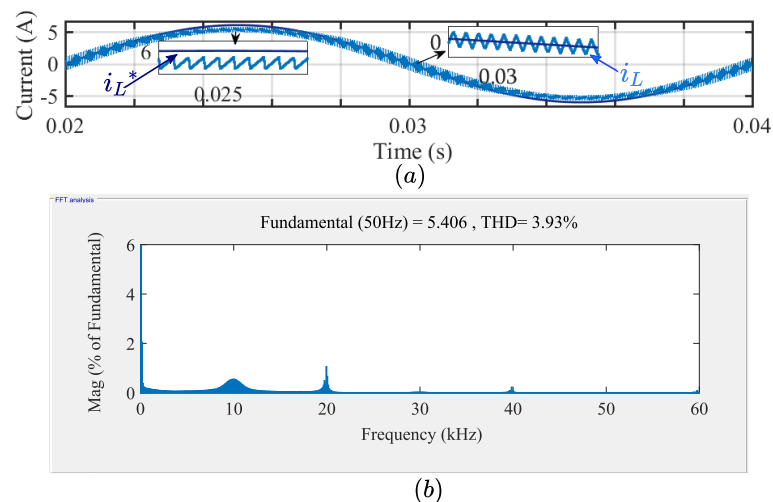 Current (A)
5
0
-5
6
i_L*
0.025
0
0.03
i_L
0.02
0.03
0.04
Time (s)
(a)
FFT analysis
Fundamental (50Hz) = 5.406 , THD= 3.93%
Mag (% of Fundamental)
6
4
2
0
0
10
20
30
40
50
60
Frequency (kHz)
(b)